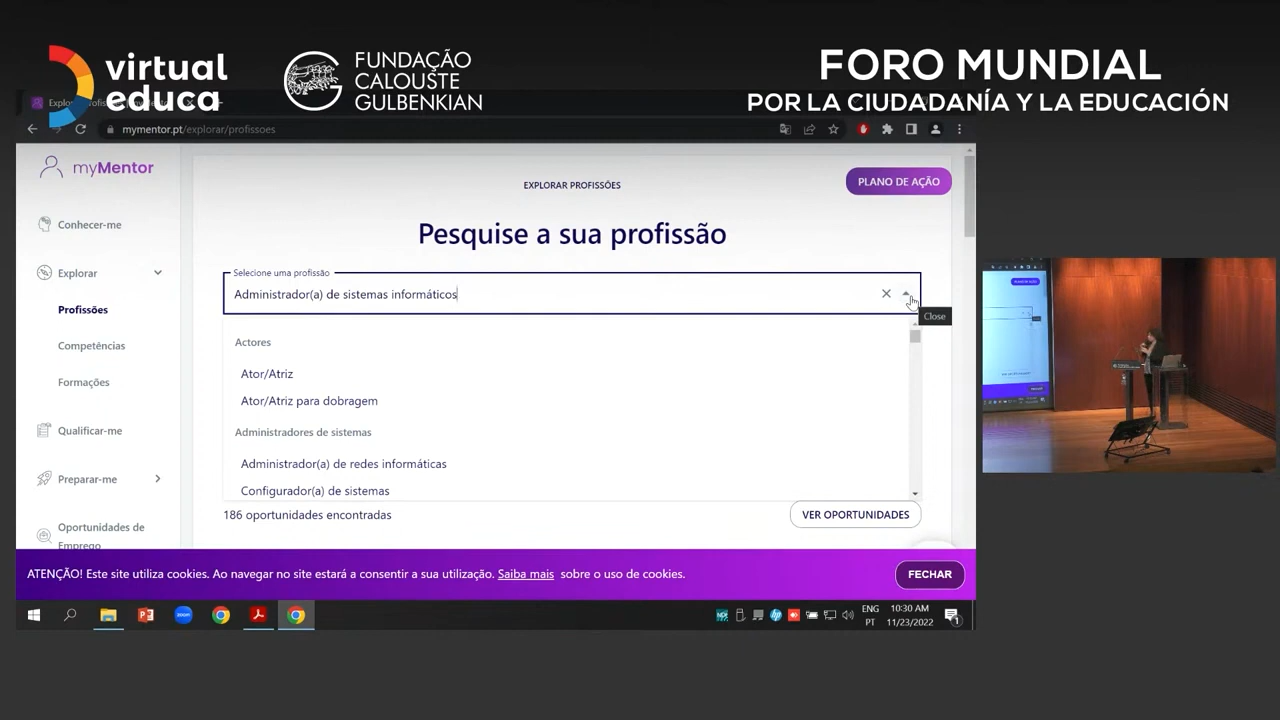 virtual
educa
FUNDAÇÃO
CALOUSTE
GULBENKIAN
FORO MUNDIAL
POR LA CIUDADANÍA Y LA EDUCACIÓN
mymentor.pt/explorar/profissoes
myMentor
EXPLORAR PROFISSÕES
PLANO DE AÇÃO
Conhecer-me
Pesquise a sua profissão
Explorar
Selecione uma profissão
Administrador(a) de sistemas informáticos
Close
Profissões
Competências
Formações
Actores
Ator/Atriz
Ator/Atriz para dobragem
Administradores de sistemas
Qualificar-me
Administrador(a) de redes informáticas
Preparar-me
Configurador(a) de sistemas
186 oportunidades encontradas
VER OPORTUNIDADES
Oportunidades de
Emprego
ATENÇÃO! Este site utiliza cookies. Ao navegar no site estará a consentir a sua utilização. Saiba mais sobre o uso de cookies.
FECHAR
ENG
PT
10:30 AM
11/23/2022
1